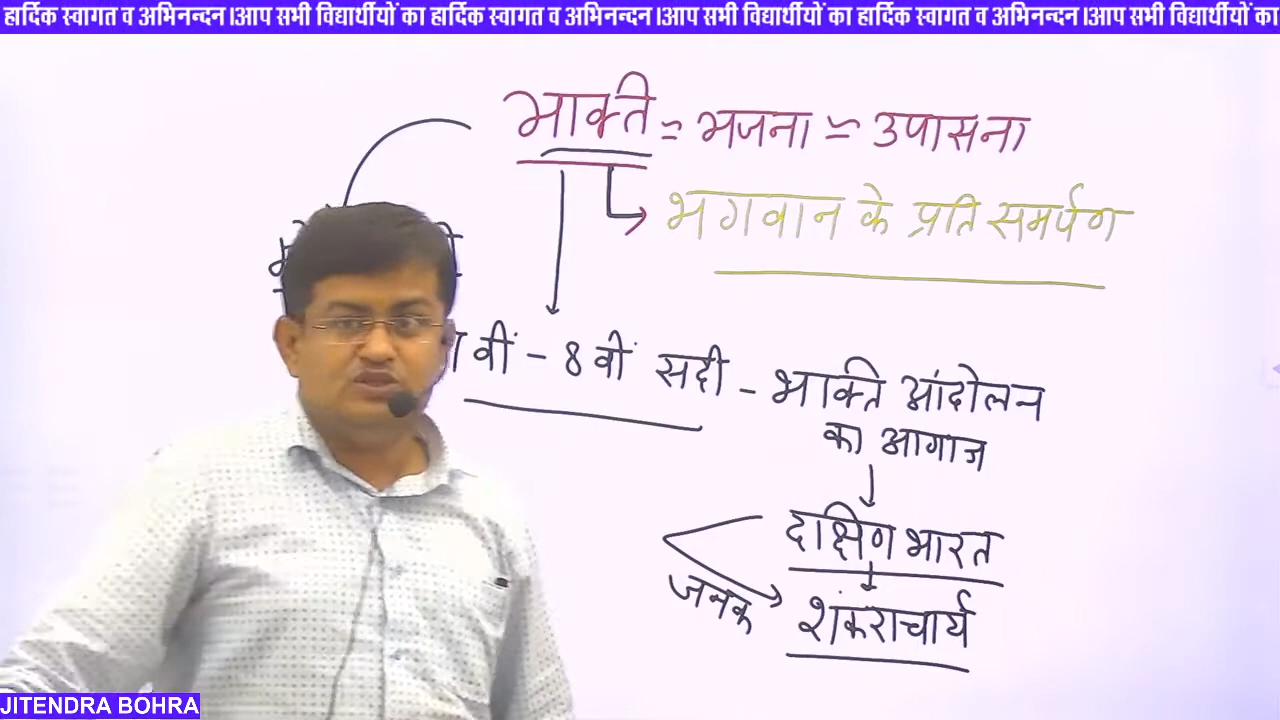 हार्दिक स्वागत व अभिनन्दन।आप सभी विद्यार्थीयों का हार्दिक स्वागत व अभिनन्दन।आप सभी विद्यार्थीयों का हार्दिक स्वागत व अभिनन्दन।आप सभी विद्यार्थीयों का
भक्ति = भजना = उपासना
भगवान के प्रति समर्पण
वीं - 8वीं सदी - भक्ति आंदोलन
का आगाज
दक्षिण भारत
जनक
शंकराचार्य
JITENDRA BOHRA